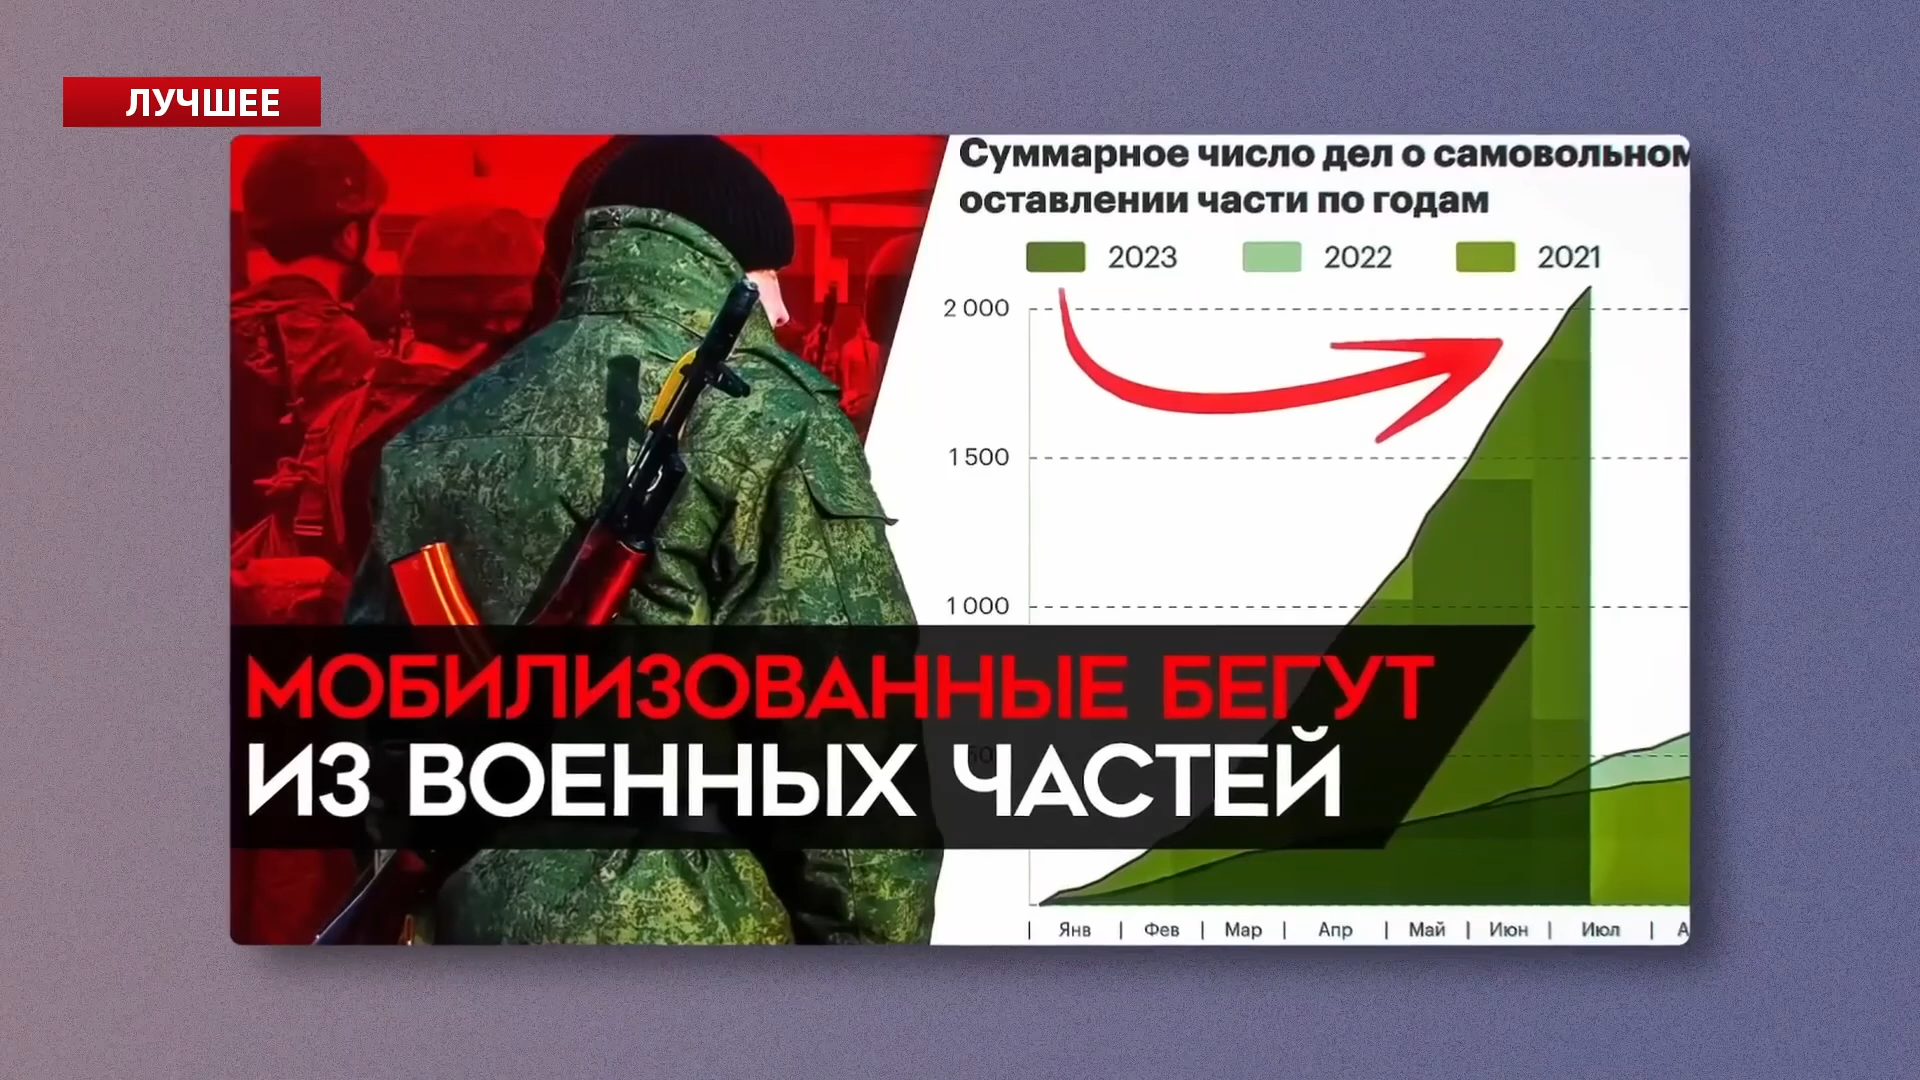 ЛУЧШЕЕ
Суммарное число дел о самовольном
оставлении части по годам
2023 2022 2021
2 000
1 500
1 000
МОБИЛИЗОВАННЫЕ БЕГУТ
ИЗ ВОЕННЫХ ЧАСТЕЙ
Янв Фев Мар Апр Май Июн Июл